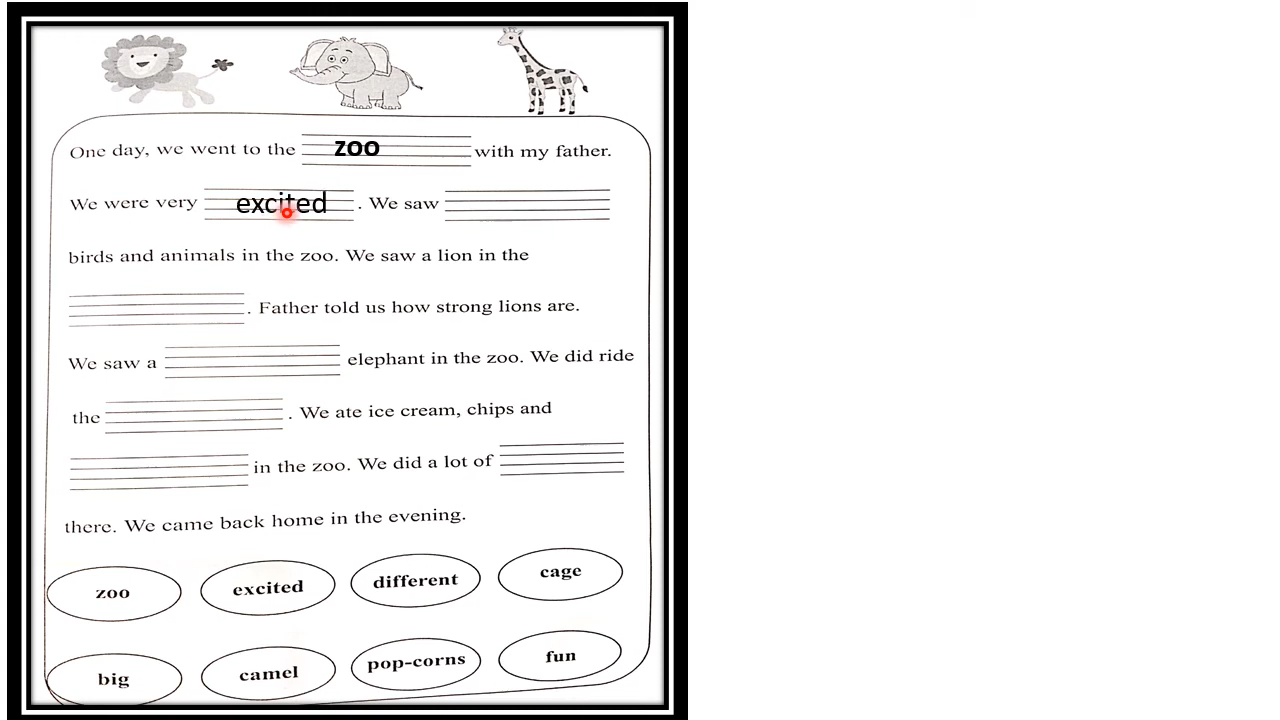 One day, we went to the zoo with my father.
We were very excited . We saw
birds and animals in the zoo. We saw a lion in the
. Father told us how strong lions are.
We saw a elephant in the zoo. We did ride
the . We ate ice cream, chips and
in the zoo. We did a lot of
there. We came back home in the evening.
zoo excited different cage
big camel pop-corns fun